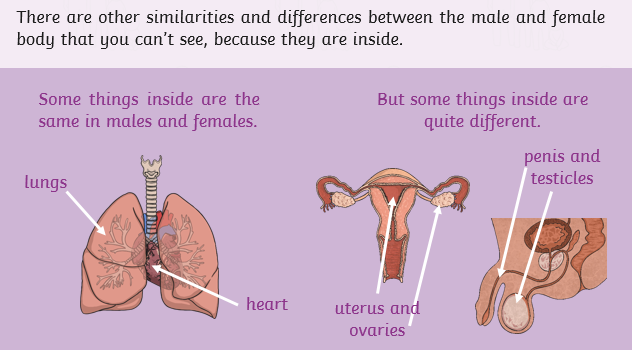 There are other similarities and differences between the male and female
body that you can't see, because they are inside.
Some things inside are the
same in males and females.
But some things inside are
quite different.
lungs
heart
uterus and
ovaries
penis and
testicles